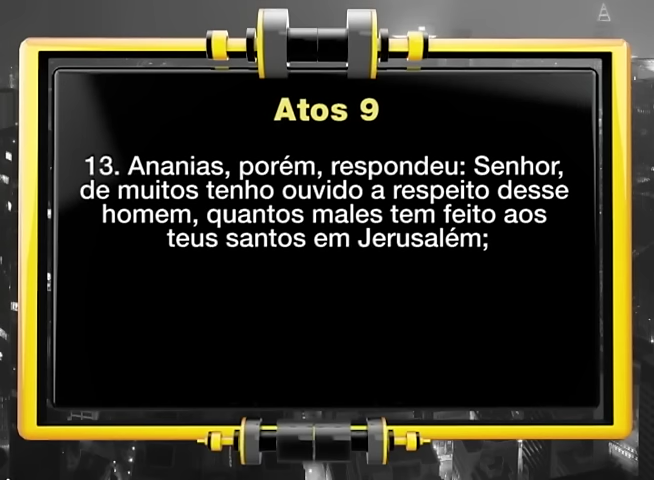 Atos 9
13. Ananias, porém, respondeu: Senhor,
de muitos tenho ouvido a respeito desse
homem, quantos males tem feito aos
teus santos em Jerusalém;